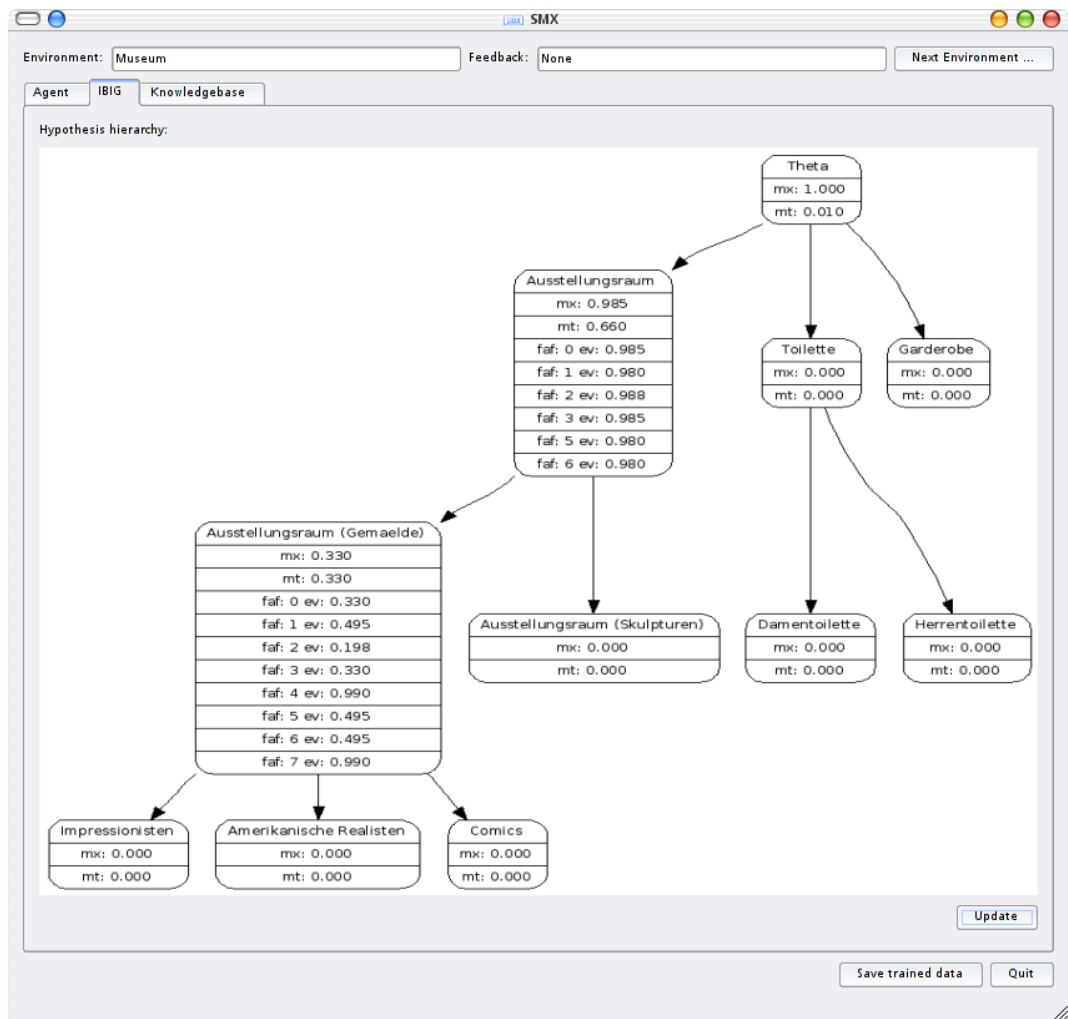 SMX
Environment: Museum Feedback: None Next Environment ...
Agent IBIG Knowledgebase
Hypothesis hierarchy:
Theta
mx: 1.000
mt: 0.010
Ausstellungsraum
mx: 0.985
mt: 0.660
faf: 0 ev: 0.985
faf: 1 ev: 0.980
faf: 2 ev: 0.988
faf: 3 ev: 0.985
faf: 5 ev: 0.980
faf: 6 ev: 0.980
Toilette
mx: 0.000
mt: 0.000
Garderobe
mx: 0.000
mt: 0.000
Ausstellungsraum (Gemaelde)
mx: 0.330
mt: 0.330
faf: 0 ev: 0.330
faf: 1 ev: 0.495
faf: 2 ev: 0.198
faf: 3 ev: 0.330
faf: 4 ev: 0.990
faf: 5 ev: 0.495
faf: 6 ev: 0.495
faf: 7 ev: 0.990
Ausstellungsraum (Skulpturen)
mx: 0.000
mt: 0.000
Damentoilette
mx: 0.000
mt: 0.000
Herrentoilette
mx: 0.000
mt: 0.000
Impressionisten
mx: 0.000
mt: 0.000
Amerikanische Realisten
mx: 0.000
mt: 0.000
Comics
mx: 0.000
mt: 0.000
Update
Save trained data Quit